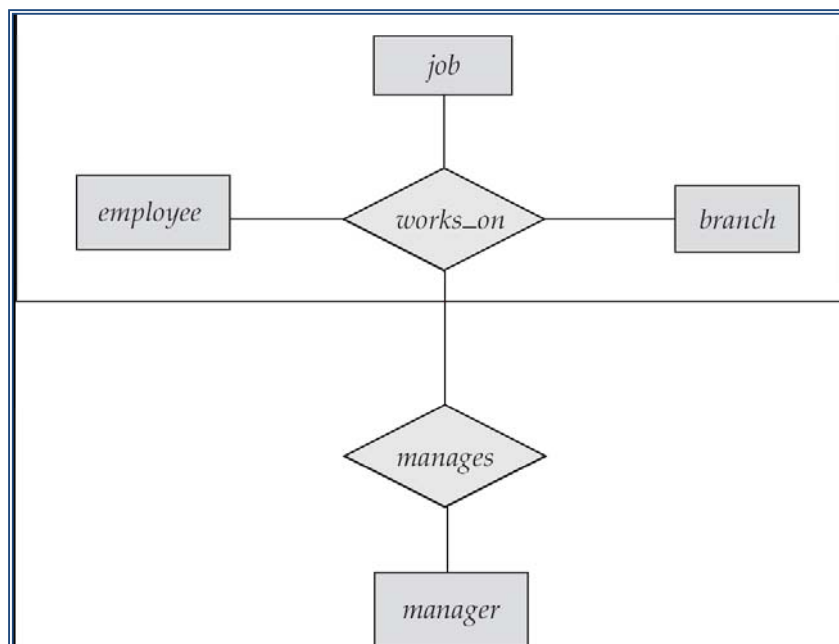 job
employee
works_on
branch
manages
manager